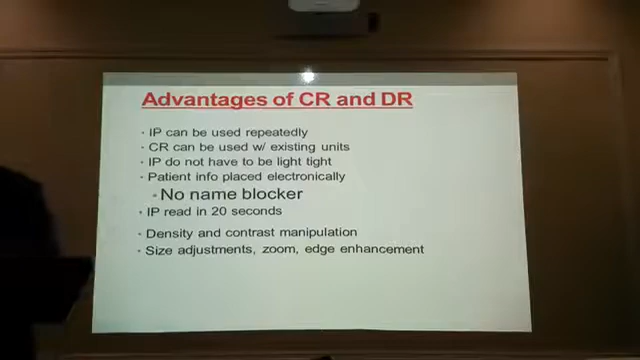 Advantages of CR and DR
· IP can be used repeatedly
· CR can be used w/ existing units
· IP do not have to be light tight
· Patient info placed electronically
· No name blocker
· IP read in 20 seconds
· Density and contrast manipulation
· Size adjustments, zoom, edge enhancement